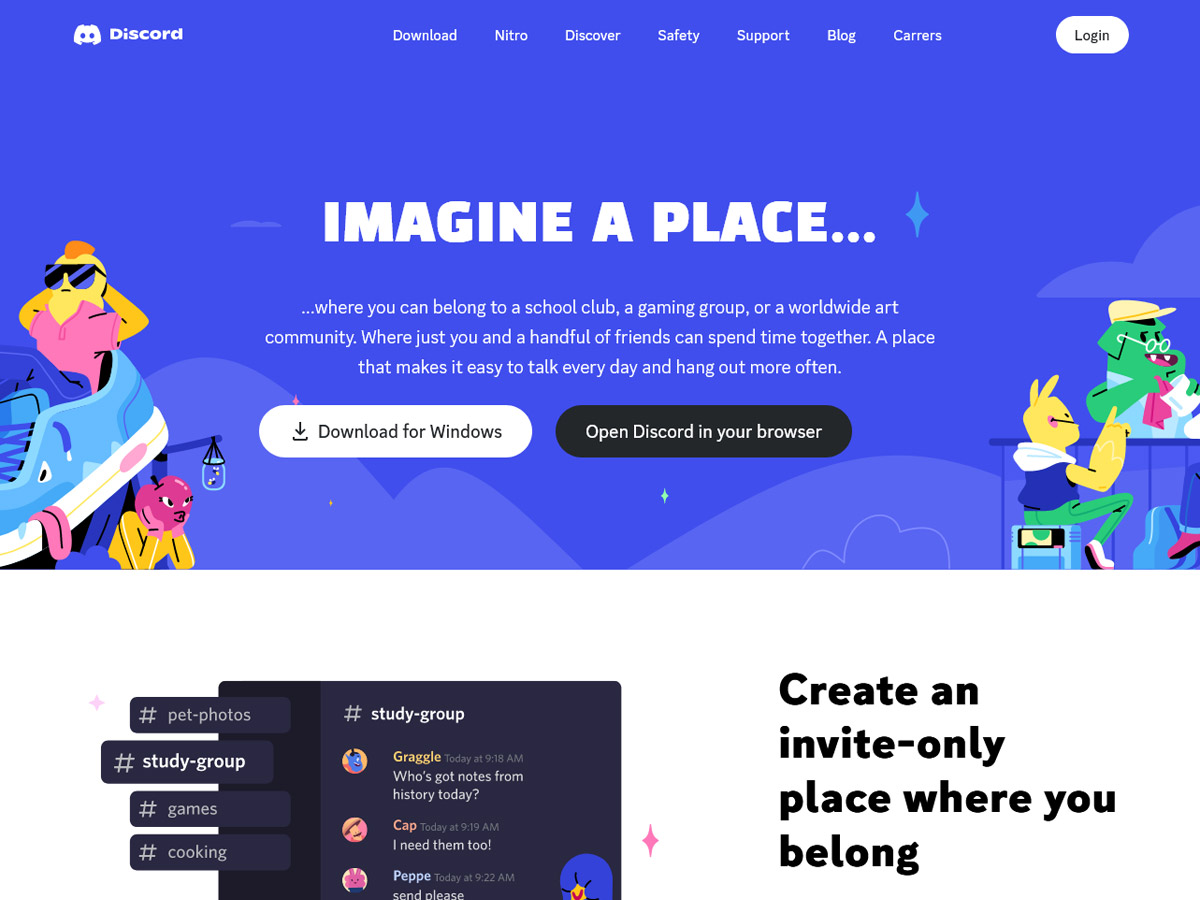 Discord
Download Nitro Discover Safety Support Blog Carrers
Login
IMAGINE A PLACE...
...where you can belong to a school club, a gaming group, or a worldwide art
community. Where just you and a handful of friends can spend time together. A place
that makes it easy to talk every day and hang out more often.
Download for Windows
Open Discord in your browser
# pet-photos
# study-group
# games
# cooking
# study-group
Graggle Today at 9:18 AM
Who's got notes from
history today?
Cap Today at 9:19 AM
I need them too!
Peppe Today at 9:22 AM
send please
Create an
invite-only
place where you
belong